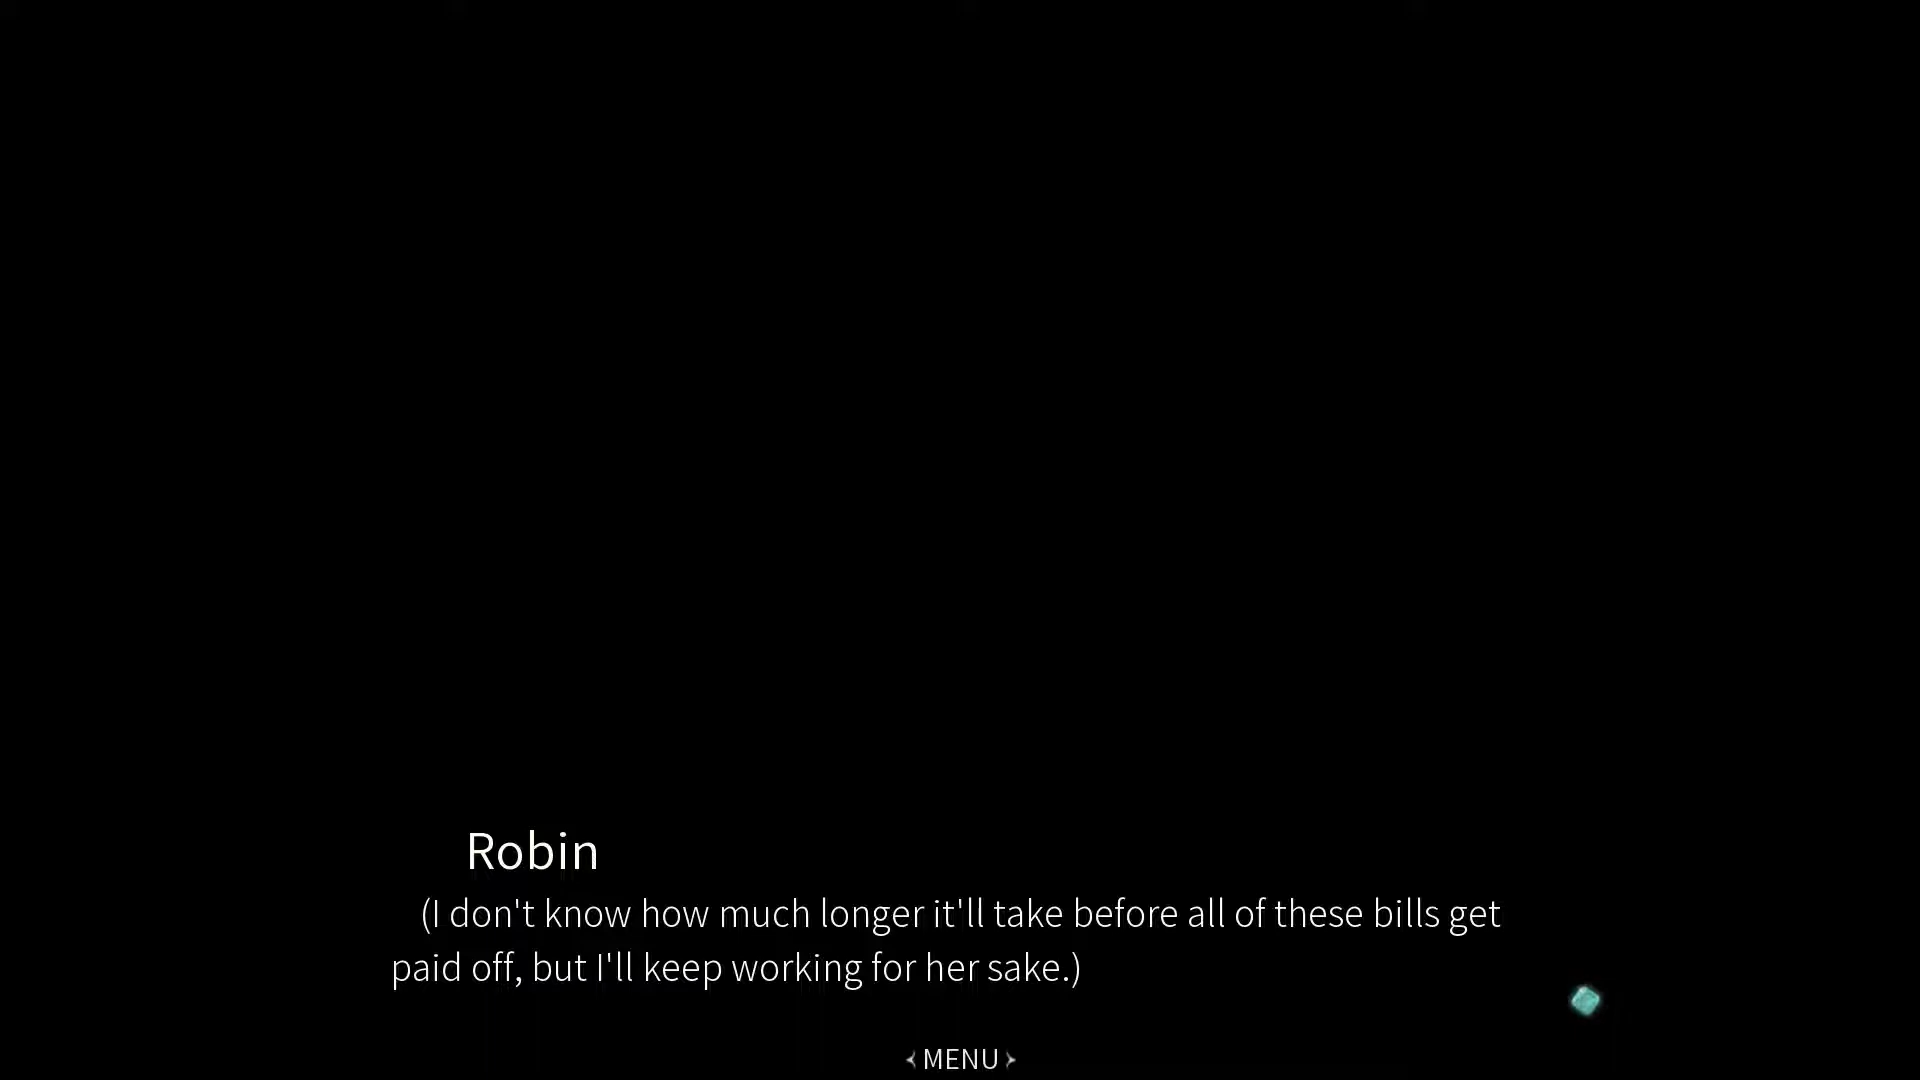 Robin
(I don't know how much longer it'll take before all of these bills get
paid off, but I'll keep working for her sake.)
MENU